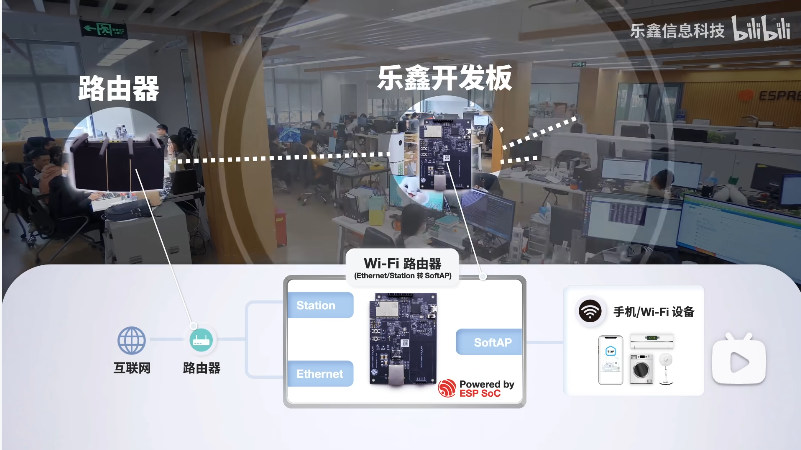 乐鑫信息科技 bilibili
路由器
乐鑫开发板
Wi-Fi 路由器
(Ethernet/Station 转 SoftAP)
Station
SoftAP
Ethernet
Powered by
ESP SoC
互联网
路由器
手机/Wi-Fi 设备